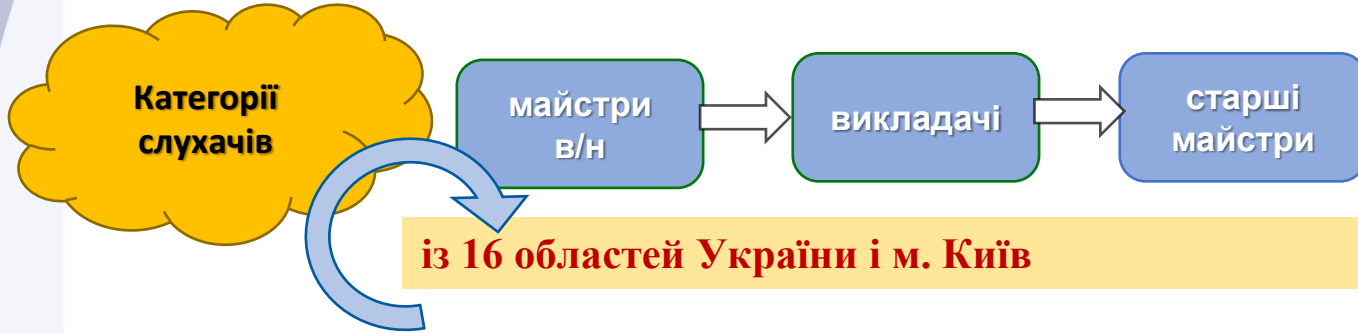 Категорії
слухачів
майстри
в/н
викладачі
старші
майстри
із 16 областей України і м. Київ